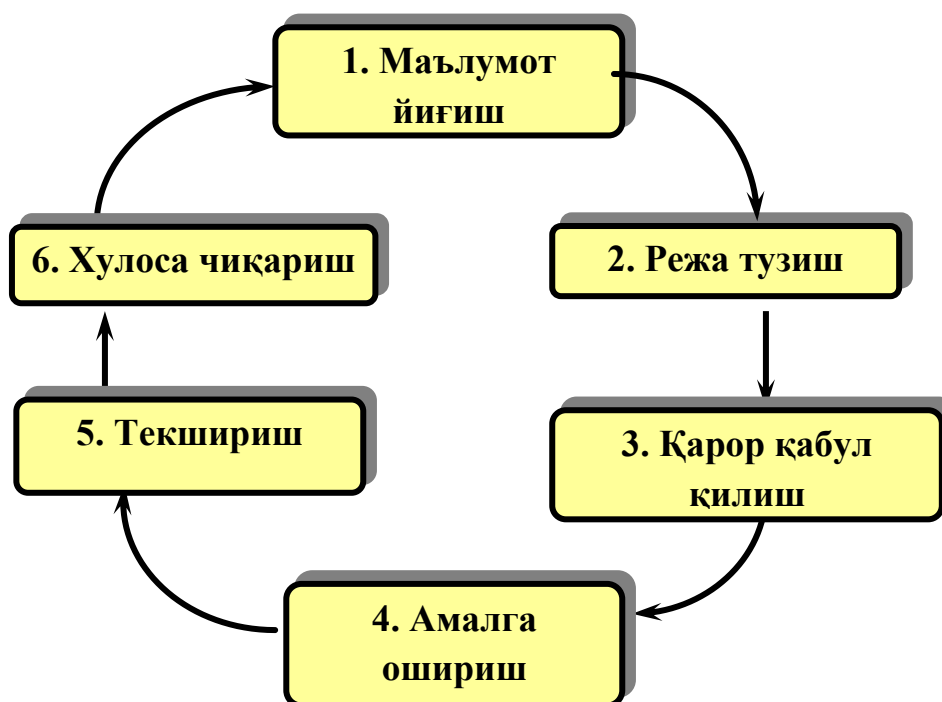 1. Маълумот
йиғиш
2. Режа тузиш
3. Қарор қабул
қилиш
4. Амалга
ошириш
5. Текшириш
6. Хулоса чиқариш